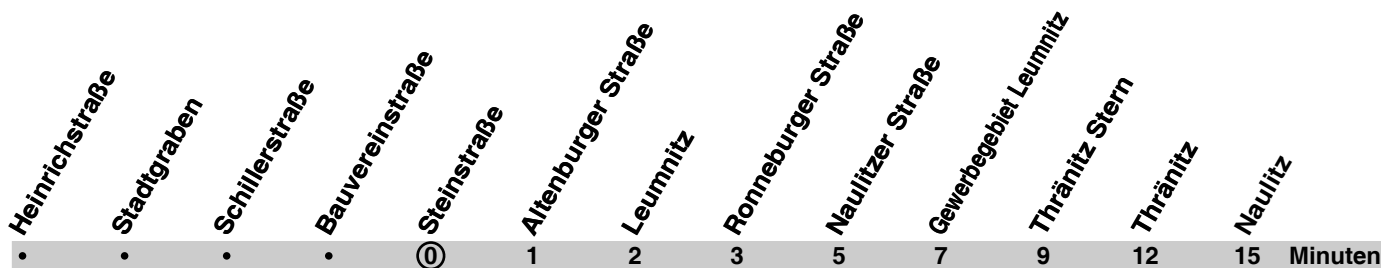 Heinrichstraße
Stadtgraben
Schillerstraße
Bauvereinstraße
Steinstraße
Altenburger Straße
Leumnitz
Ronneburger Straße
Naulitzer Straße
Gewerbegebiet Leumnitz
Thränitz Stern
Thränitz
Naulitz
• • • • 0 1 2 3 5 7 9 12 15 Minuten